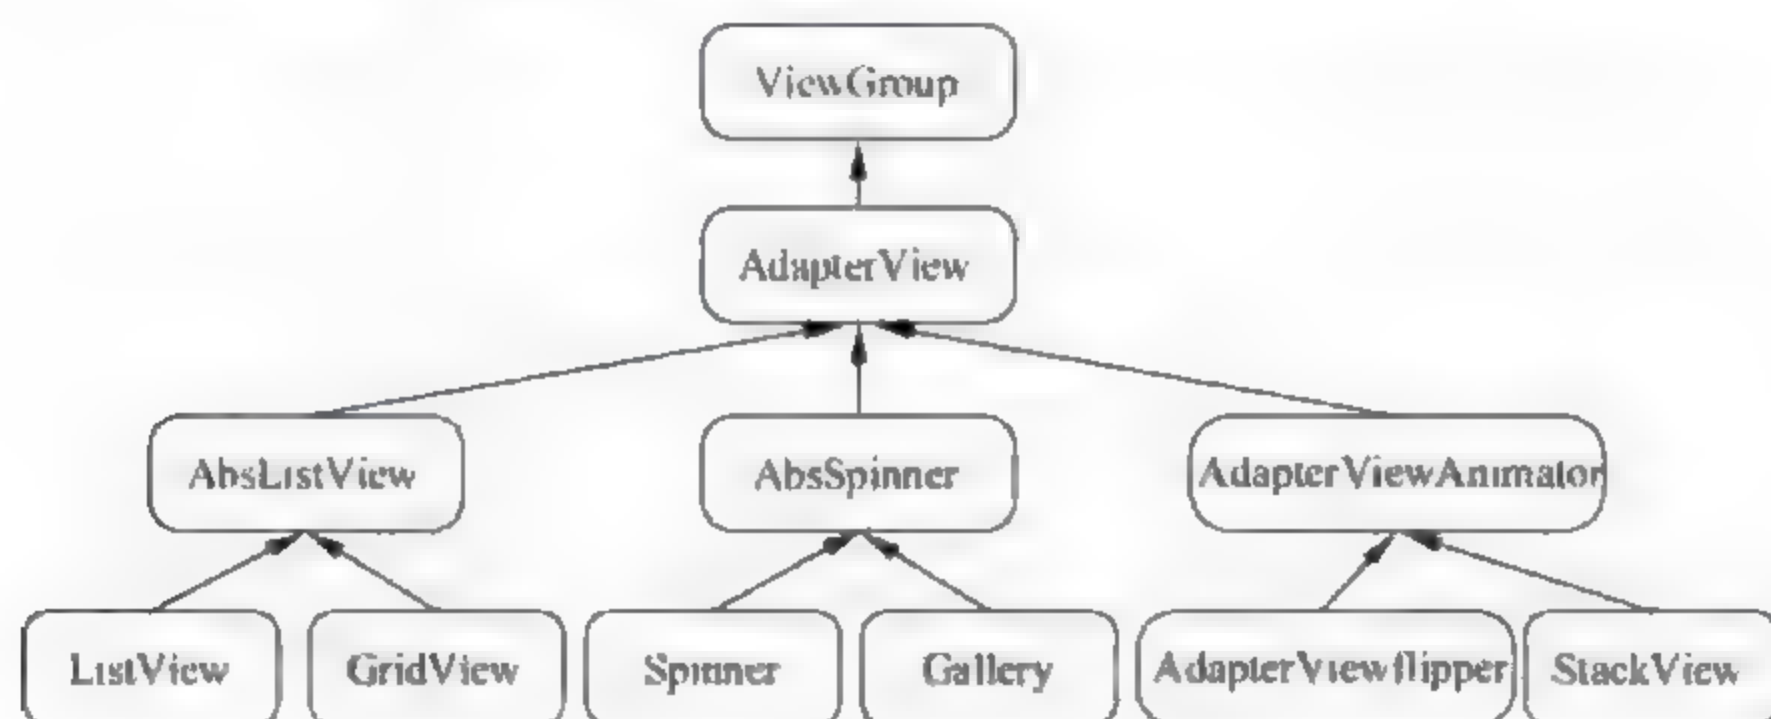 ViewGroup
AdapterView
AbsListView
AbsSpinner
AdapterViewAnimator
ListView
GridView
Spinner
Gallery
AdapterViewflipper
StackView